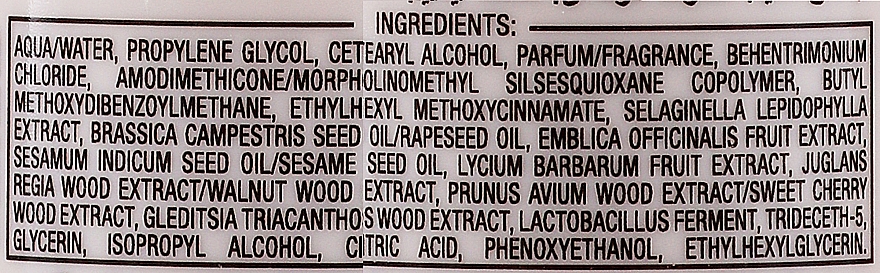 INGREDIENTS:
AQUA/WATER, PROPYLENE GLYCOL, CETEARYL ALCOHOL, PARFUM/FRAGRANCE, BEHENTRIMONIUM
CHLORIDE, AMODIMETHICONE/MORPHOLINOMETHYL SILSESQUIOXANE COPOLYMER, BUTYL
METHOXYDIBENZOYLMETHANE, ETHYLHEXYL METHOXYCINNAMATE, SELAGINELLA LEPIDOPHYLLA
EXTRACT, BRASSICA CAMPESTRIS SEED OIL/RAPESEED OIL, EMBLICA OFFICINALIS FRUIT EXTRACT,
SESAMUM INDICUM SEED OIL/SESAME SEED OIL, LYCIUM BARBARUM FRUIT EXTRACT, JUGLANS
REGIA WOOD EXTRACT/WALNUT WOOD EXTRACT, PRUNUS AVIUM WOOD EXTRACT/SWEET CHERRY
WOOD EXTRACT, GLEDITSIA TRIACANTHOS WOOD EXTRACT, LACTOBACILLUS FERMENT, TRIDECETH-5,
GLYCERIN, ISOPROPYL ALCOHOL, CITRIC ACID, PHENOXYETHANOL, ETHYLHEXYLGLYCERIN.